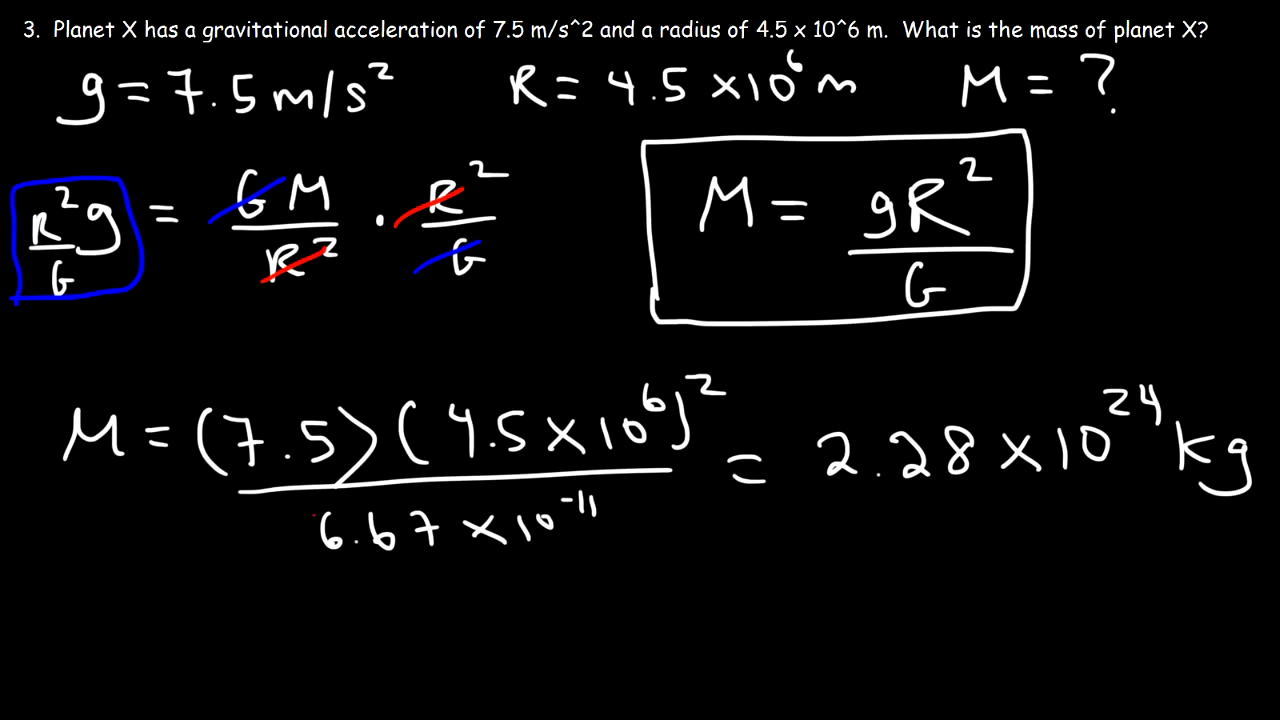 3. Planet X has a gravitational acceleration of 7.5 m/s^2 and a radius of 4.5 x 10^6 m. What is the mass of planet X?
g = 7.5 m/s² R = 4.5 × 10⁶ m M = ?
R²/G g = GM/R² · R²/G
M = gR²/G
M = (7.5)(4.5 × 10⁶)²/6.67 × 10⁻¹¹ = 2.28 × 10²⁴ kg